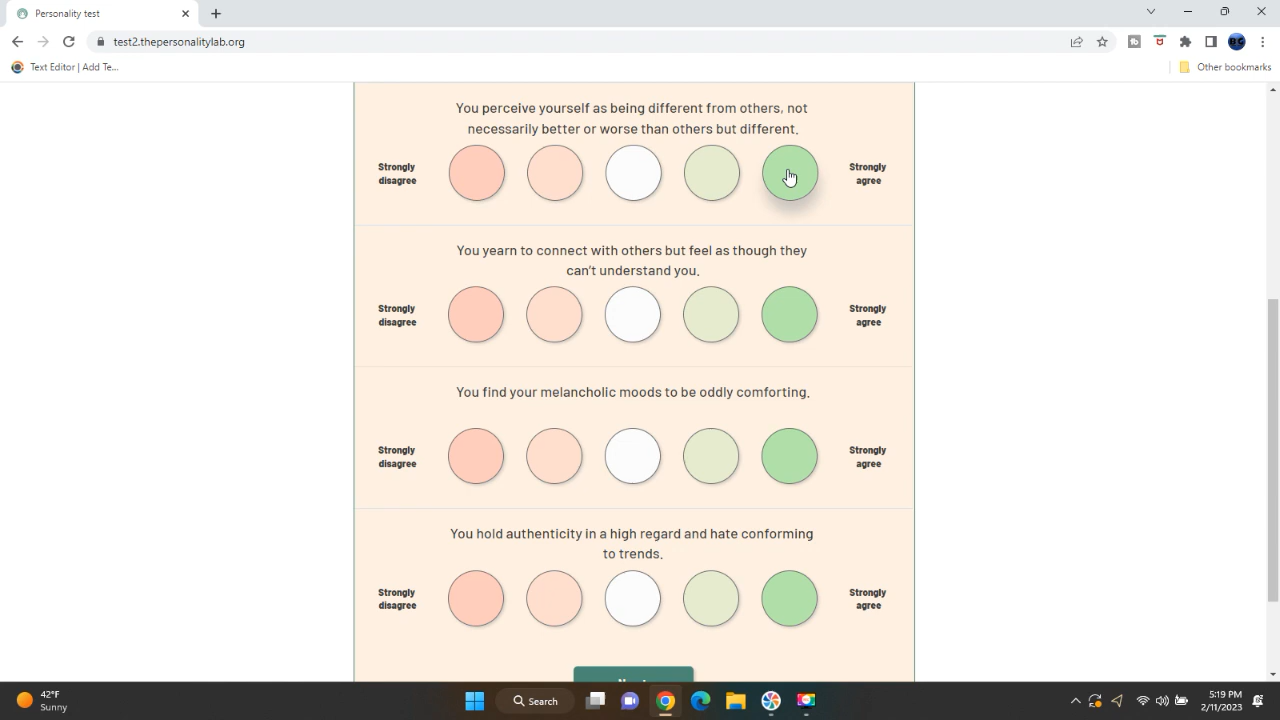 Personality test
test2.thepersonalitylab.org
Text Editor | Add Te...
Other bookmarks
You perceive yourself as being different from others, not
necessarily better or worse than others but different.
Strongly
disagree
Strongly
agree
You yearn to connect with others but feel as though they
can't understand you.
Strongly
disagree
Strongly
agree
You find your melancholic moods to be oddly comforting.
Strongly
disagree
Strongly
agree
You hold authenticity in a high regard and hate conforming
to trends.
Strongly
disagree
Strongly
agree
42°F
Sunny
Search
5:19 PM
2/11/2023